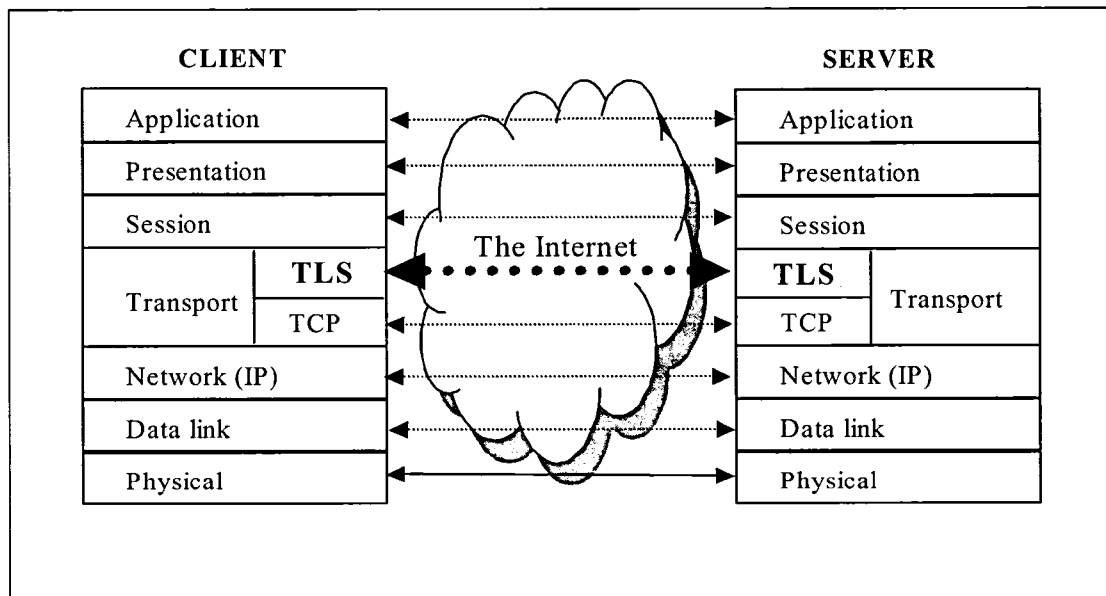 CLIENT
SERVER
Application
Application
Presentation
Presentation
Session
Session
The Internet
TLS
TLS
Transport
Transport
TCP
TCP
Network (IP)
Network (IP)
Data link
Data link
Physical
Physical